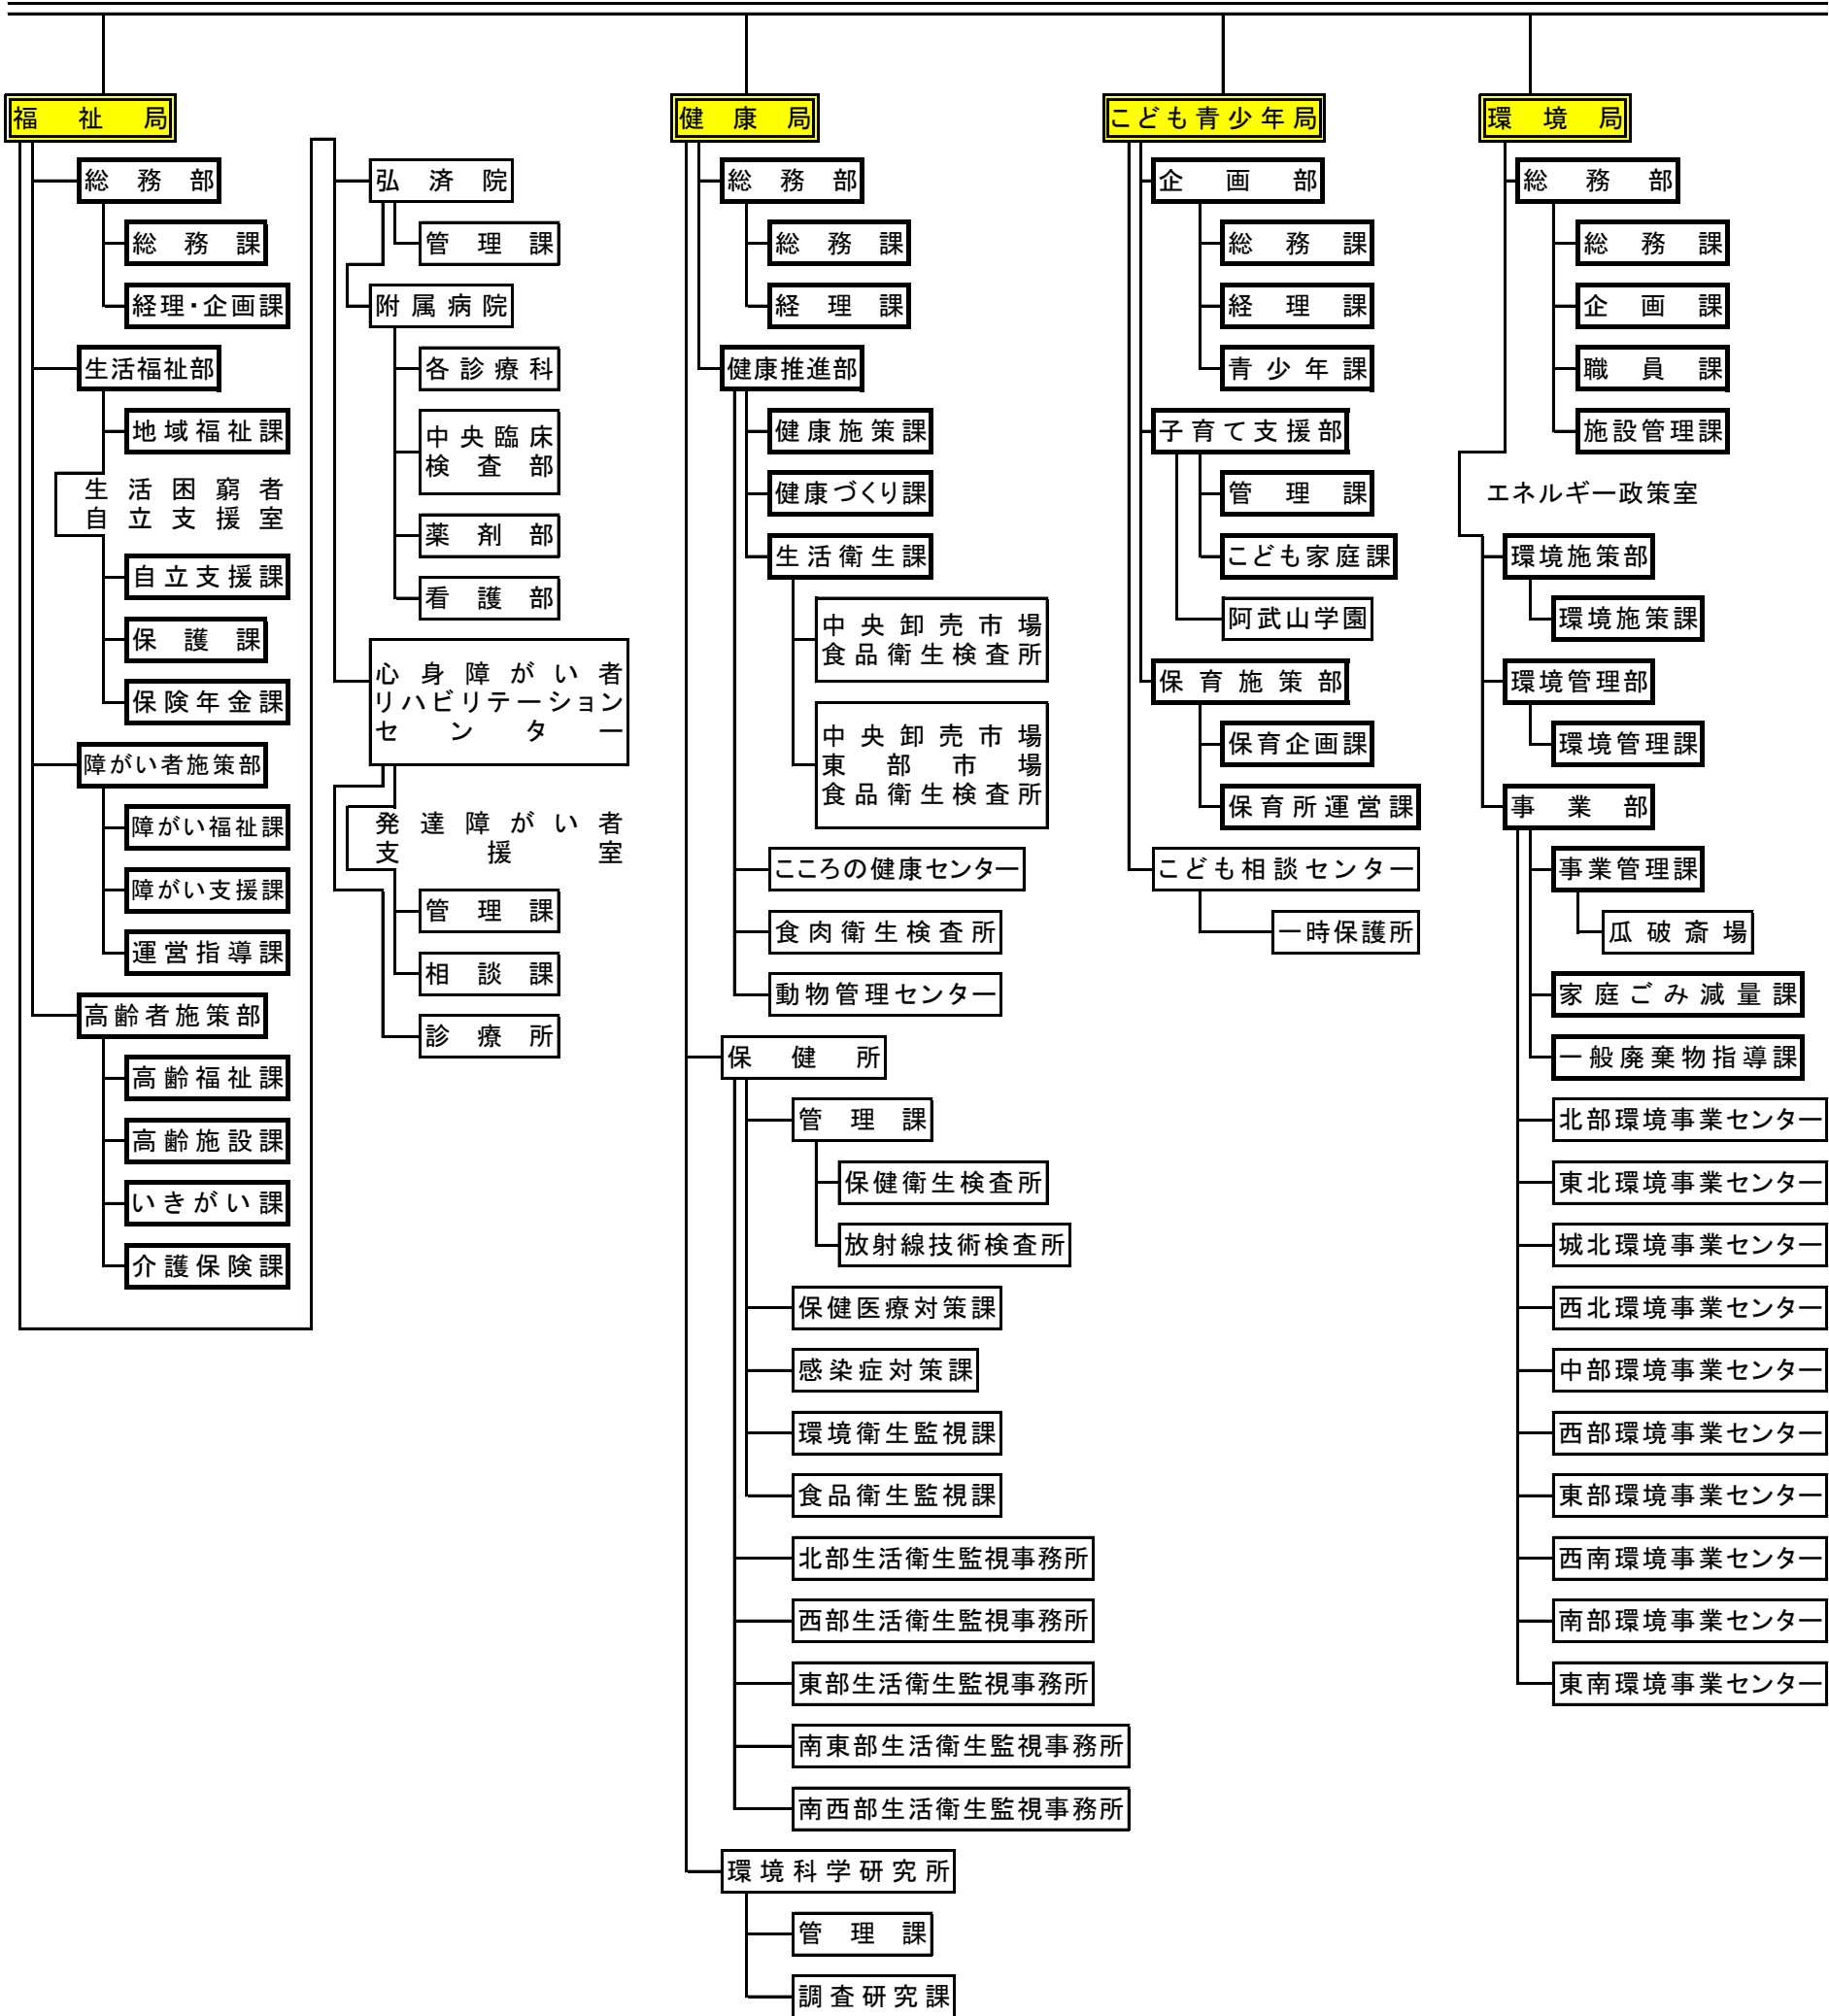 福祉局
総務部
総務課
経理・企画課
生活福祉部
地域福祉課
生活困窮者
自立支援室
自立支援課
保護課
保険年金課
障がい者施策部
障がい福祉課
障がい支援課
運営指導課
高齢者施策部
高齢福祉課
高齢施設課
いきがい課
介護保険課
弘済院
管理課
附属病院
各診療科
中央臨床
検査部
薬剤部
看護部
心身障がい者
リハビリテーション
センター
発達障がい者
支援室
管理課
相談課
診療所
健康局
総務部
総務課
経理課
健康推進部
健康施策課
健康づくり課
生活衛生課
中央卸売市場
食品衛生検査所
中央卸売市場
東部市場
食品衛生検査所
こころの健康センター
食肉衛生検査所
動物管理センター
保健所
管理課
保健衛生検査所
放射線技術検査所
保健医療対策課
感染症対策課
環境衛生監視課
食品衛生監視課
北部生活衛生監視事務所
西部生活衛生監視事務所
東部生活衛生監視事務所
南東部生活衛生監視事務所
南西部生活衛生監視事務所
環境科学研究所
管理課
調査研究課
こども青少年局
企画部
総務課
経理課
青少年課
子育て支援部
管理課
こども家庭課
阿武山学園
保育施策部
保育企画課
保育所運営課
こども相談センター
一時保護所
環境局
総務部
総務課
企画課
職員課
施設管理課
エネルギー政策室
環境施策部
環境施策課
環境管理部
環境管理課
事業部
事業管理課
瓜破斎場
家庭ごみ減量課
一般廃棄物指導課
北部環境事業センター
東北環境事業センター
城北環境事業センター
西北環境事業センター
中部環境事業センター
西部環境事業センター
東部環境事業センター
西南環境事業センター
南部環境事業センター
東南環境事業センター